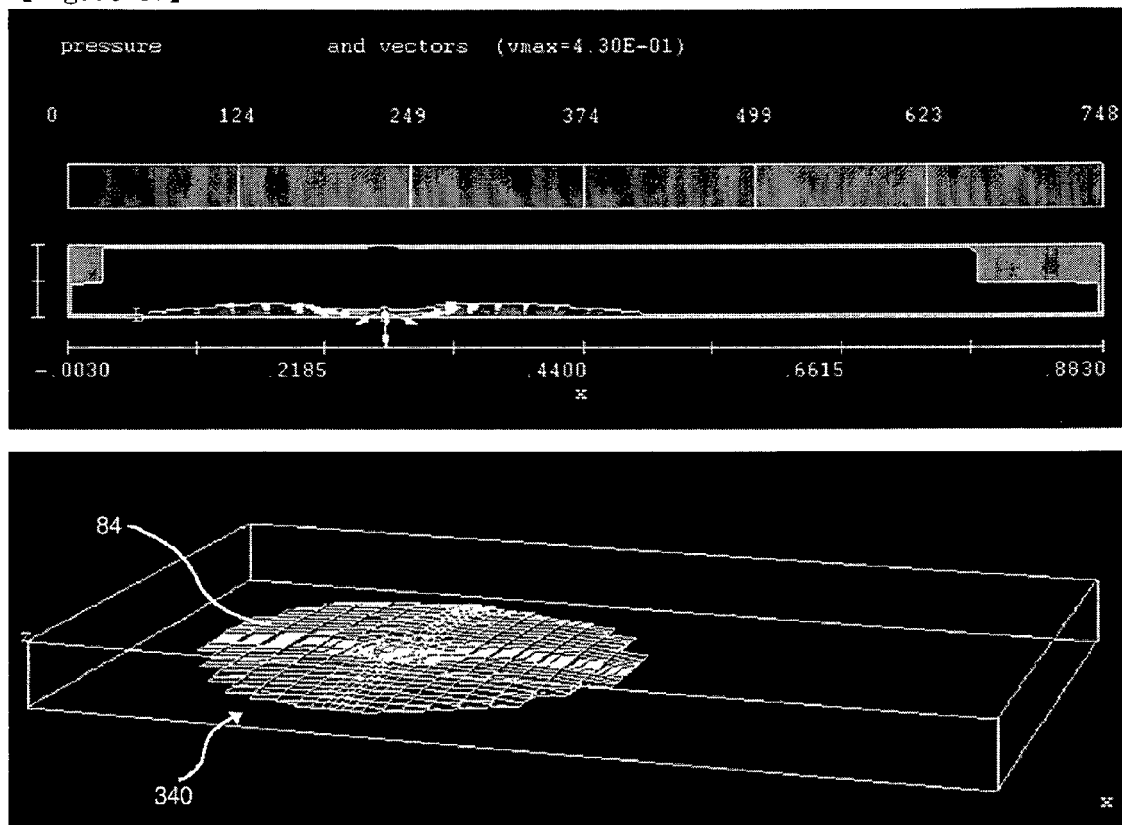 pressure and vectors (vmax=4.30E-01)
0 124 249 374 499 623 748
-.0030 .2185 .4400 .6615 .8830
x
84
z
340
x